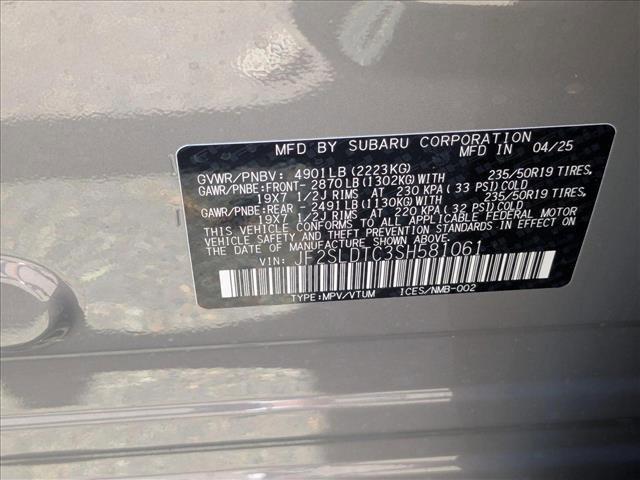 MFD BY SUBARU CORPORATION
MFD IN 04/25
GVWR/PNBV: 4901LB(2223KG)
GAWR/PNBE:FRONT- 2870LB(1302KG)WITH 235/50R19 TIRES,
19X7 1/2J RIMS AT 230 KPA(33 PSI)COLD
GAWR/PNBE:REAR - 2491LB(1130KG)WITH 235/50R19 TIRES,
19X7 1/2J RIMS AT 220 KPA(32 PSI)COLD
THIS VEHICLE CONFORMS TO ALL APPLICABLE FEDERAL MOTOR
VEHICLE SAFETY AND THEFT PREVENTION STANDARDS IN EFFECT ON
THE DATE OF MANUFACTURE SHOWN ABOVE.
VIN: JF2SLDTC3SH581061
TYPE:MPV/VTUM ICES/NMB-002